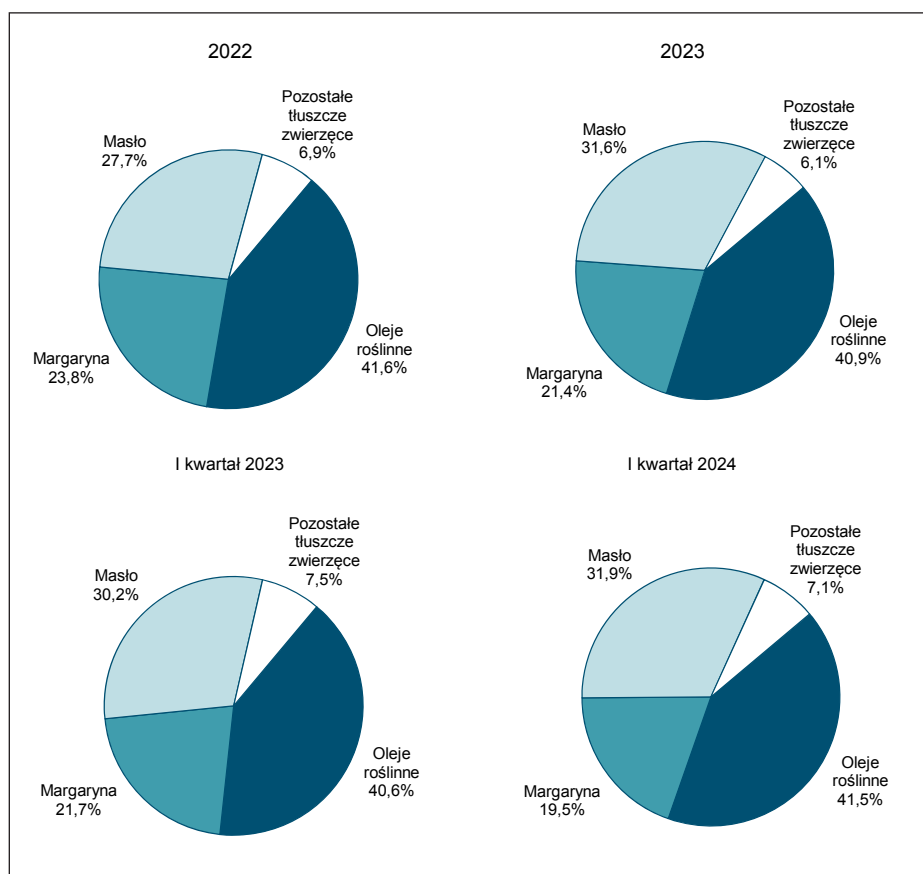 2022
Pozostałe
tłuszcze
zwierzęce
6,9%
Masło
27,7%
Margaryna
23,8%
Oleje
roślinne
41,6%
2023
Pozostałe
tłuszcze
zwierzęce
6,1%
Masło
31,6%
Margaryna
21,4%
Oleje
roślinne
40,9%
I kwartał 2023
Pozostałe
tłuszcze
zwierzęce
7,5%
Masło
30,2%
Margaryna
21,7%
Oleje
roślinne
40,6%
I kwartał 2024
Pozostałe
tłuszcze
zwierzęce
7,1%
Masło
31,9%
Margaryna
19,5%
Oleje
roślinne
41,5%